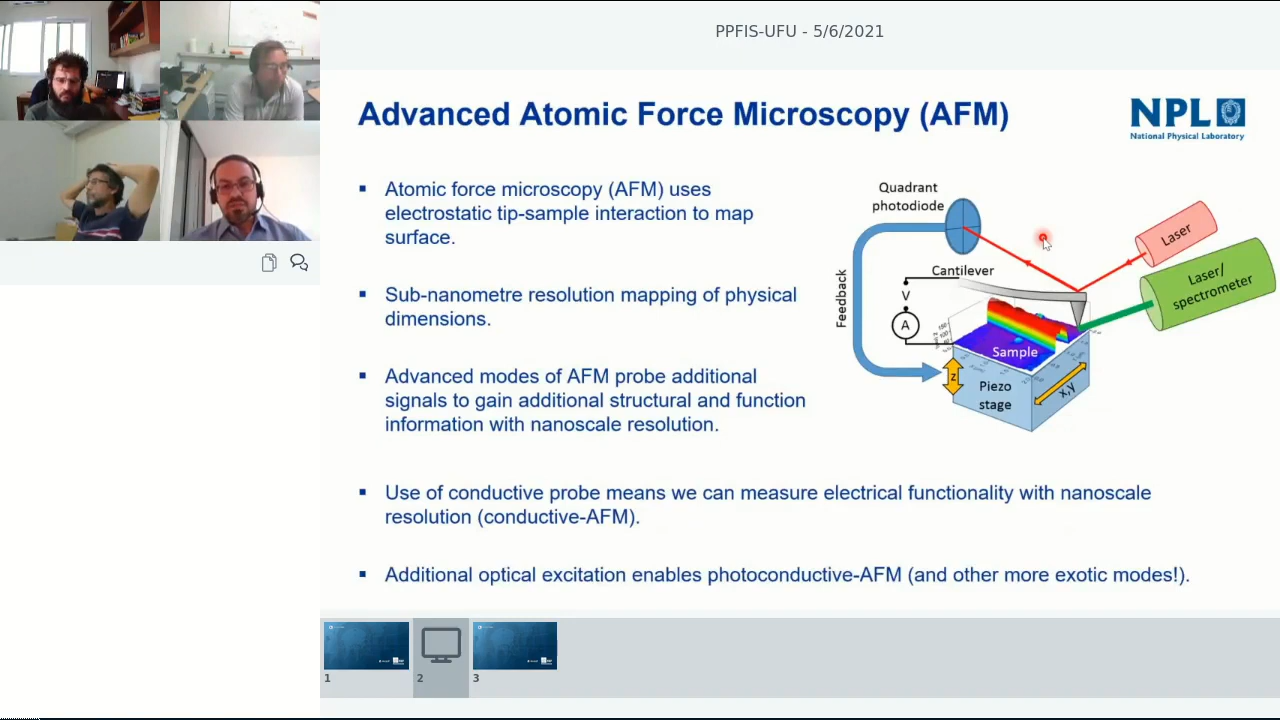 PPFIS-UFU - 5/6/2021
Advanced Atomic Force Microscopy (AFM)
NPL
National Physical Laboratory
▪ Atomic force microscopy (AFM) uses
electrostatic tip-sample interaction to map
surface.
▪ Sub-nanometre resolution mapping of physical
dimensions.
▪ Advanced modes of AFM probe additional
signals to gain additional structural and function
information with nanoscale resolution.
▪ Use of conductive probe means we can measure electrical functionality with nanoscale
resolution (conductive-AFM).
▪ Additional optical excitation enables photoconductive-AFM (and other more exotic modes!).
Quadrant
photodiode
Laser
Laser/
spectrometer
Cantilever
Feedback
V
A
Sample
z
Piezo
stage
x,y
1
2
3